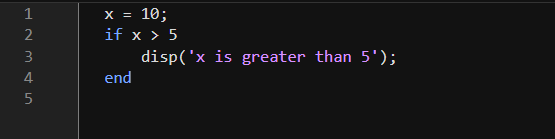 1 x = 10;
2 if x > 5
3     disp('x is greater than 5');
4 end
5